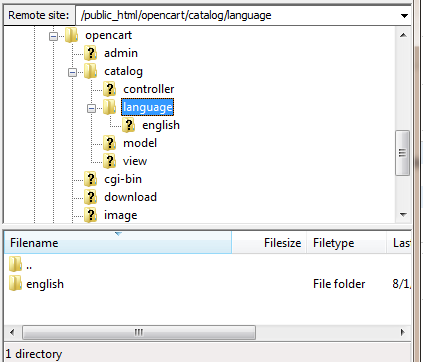 Remote site: /public_html/opencart/catalog/language
opencart
admin
catalog
controller
language
english
model
view
cgi-bin
download
image
Filename Filesize Filetype Las
..
english File folder 8/1,
1 directory